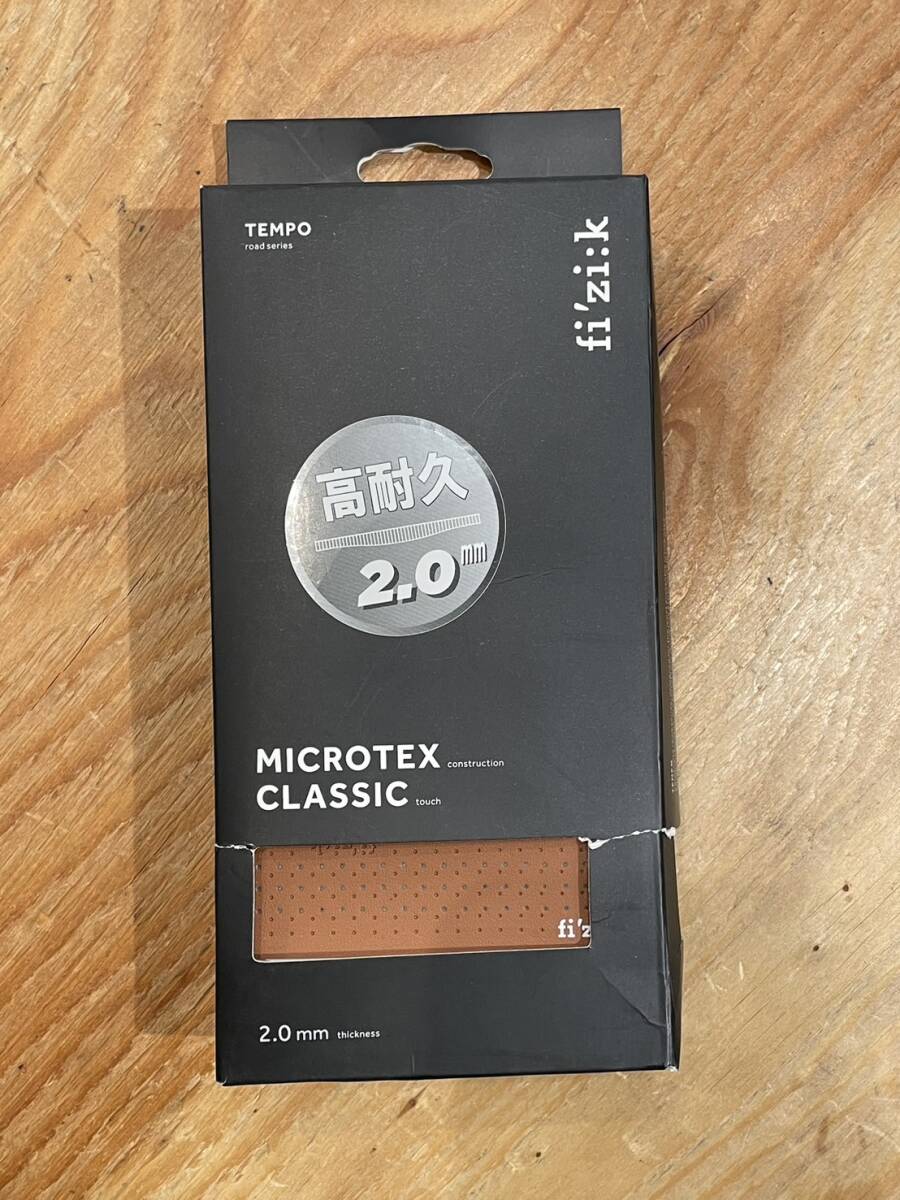 TEMPO
road series
fi'zi:k
高耐久
2.0mm
MICROTEX construction
CLASSIC touch
fi'z
2.0 mm thickness